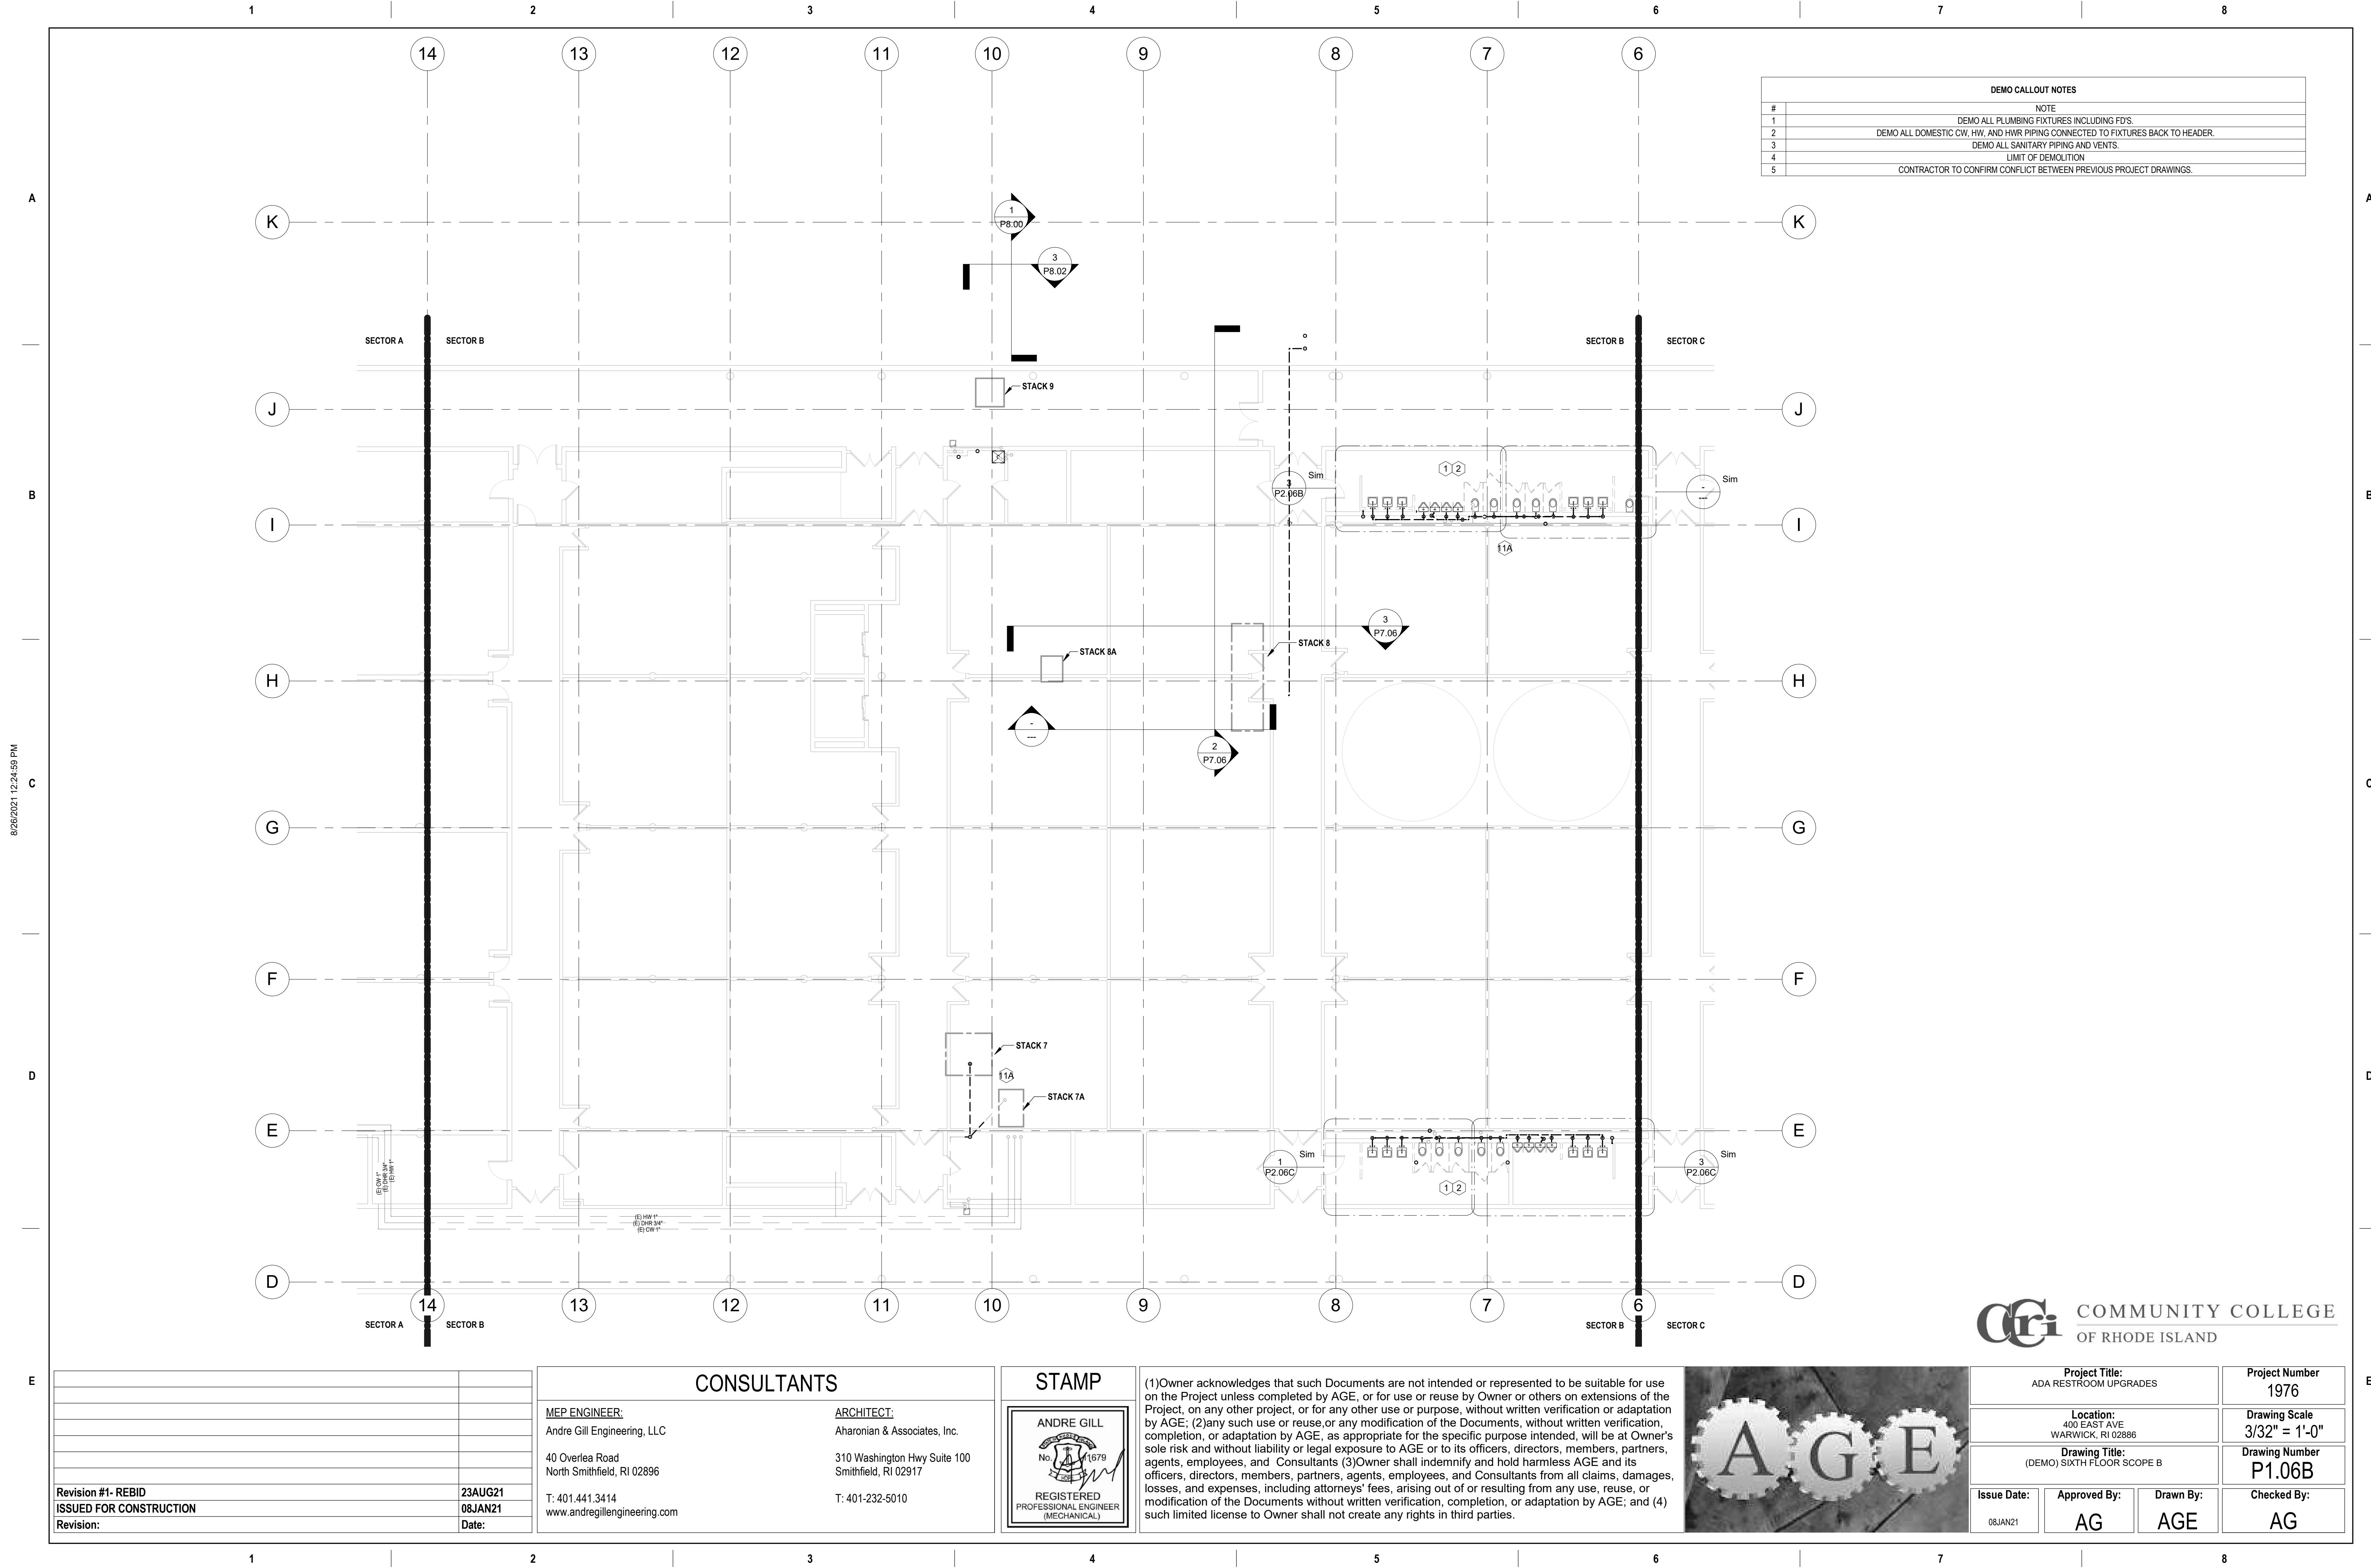 1 2 3 4 5 6 7 8
14 13 12 11 10 9 8 7 6
DEMO CALLOUT NOTES
# NOTE
1 DEMO ALL PLUMBING FIXTURES INCLUDING FD'S.
2 DEMO ALL DOMESTIC CW, HW, AND HWR PIPING CONNECTED TO FIXTURES BACK TO HEADER.
3 DEMO ALL SANITARY PIPING AND VENTS.
4 LIMIT OF DEMOLITION
5 CONTRACTOR TO CONFIRM CONFLICT BETWEEN PREVIOUS PROJECT DRAWINGS.
A A
K K
1
P8.00
3
P8.02
SECTOR A SECTOR B SECTOR B SECTOR C
STACK 9
J J
1 2
Sim
3
P2.06B
Sim
-
---
B B
I I
11A
3
P7.06
STACK 8
STACK 8A
H H
-
---
2
P7.06
8/26/2021 12:24:59 PM
C C
G G
F F
STACK 7
11A
D D
STACK 7A
E E
1
P2.06C
Sim
3
P2.06C
Sim
1 2
(E) CW 1"
(E) DHR 3/4"
(E) HW 1"
(E) HW 1"
(E) DHR 3/4"
(E) CW 1"
D D
14 13 12 11 10 9 8 7 6
SECTOR A SECTOR B SECTOR B SECTOR C
CCri COMMUNITY COLLEGE
OF RHODE ISLAND
E E
Revision #1- REBID 23AUG21
ISSUED FOR CONSTRUCTION 08JAN21
Revision: Date:
CONSULTANTS
MEP ENGINEER:
Andre Gill Engineering, LLC
40 Overlea Road
North Smithfield, RI 02896
T: 401.441.3414
www.andregillengineering.com
ARCHITECT:
Aharonian & Associates, Inc.
310 Washington Hwy Suite 100
Smithfield, RI 02917
T: 401-232-5010
STAMP
ANDRE GILL
No. 11679
REGISTERED
PROFESSIONAL ENGINEER
(MECHANICAL)
(1)Owner acknowledges that such Documents are not intended or represented to be suitable for use
on the Project unless completed by AGE, or for use or reuse by Owner or others on extensions of the
Project, on any other project, or for any other use or purpose, without written verification or adaptation
by AGE; (2)any such use or reuse,or any modification of the Documents, without written verification,
completion, or adaptation by AGE, as appropriate for the specific purpose intended, will be at Owner's
sole risk and without liability or legal exposure to AGE or to its officers, directors, members, partners,
agents, employees, and Consultants (3)Owner shall indemnify and hold harmless AGE and its
officers, directors, members, partners, agents, employees, and Consultants from all claims, damages,
losses, and expenses, including attorneys' fees, arising out of or resulting from any use, reuse, or
modification of the Documents without written verification, completion, or adaptation by AGE; and (4)
such limited license to Owner shall not create any rights in third parties.
A G E
Project Title:
ADA RESTROOM UPGRADES
Location:
400 EAST AVE
WARWICK, RI 02886
Drawing Title:
(DEMO) SIXTH FLOOR SCOPE B
Issue Date:
08JAN21
Approved By:
AG
Drawn By:
AGE
Project Number
1976
Drawing Scale
3/32" = 1'-0"
Drawing Number
P1.06B
Checked By:
AG
1 2 3 4 5 6 7 8